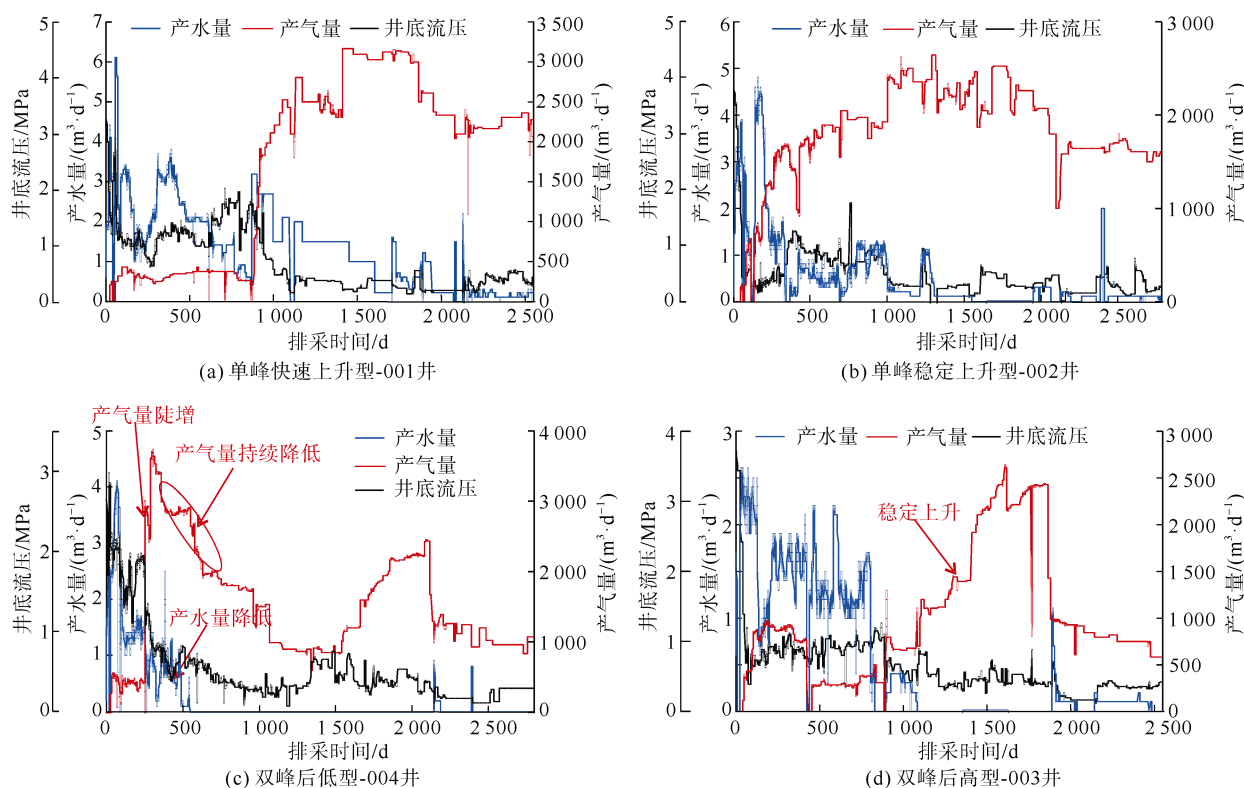 产水量 产气量 井底流压
井底流压/MPa
5
4
3
2
1
0
产水量/(m³·d⁻¹)
7
6
5
4
3
2
1
0
产气量/(m³·d⁻¹)
3 500
3 000
2 500
2 000
1 500
1 000
500
0
0 500 1 000 1 500 2 000 2 500
排采时间/d
(a) 单峰快速上升型-001井
产水量 产气量 井底流压
井底流压/MPa
5
4
3
2
1
0
产水量/(m³·d⁻¹)
6
5
4
3
2
1
0
产气量/(m³·d⁻¹)
3 000
2 000
1 000
0
0 500 1 000 1 500 2 000 2 500
排采时间/d
(b) 单峰稳定上升型-002井
产气量陡增
产气量持续降低
产水量降低
产水量
产气量
井底流压
井底流压/MPa
3
2
1
0
产水量/(m³·d⁻¹)
5
4
3
2
1
0
产气量/(m³·d⁻¹)
4 000
3 000
2 000
1 000
0
0 500 1 000 1 500 2 000 2 500
排采时间/d
(c) 双峰后低型-004井
产水量 产气量 井底流压
稳定上升
井底流压/MPa
4
3
2
1
0
产水量/(m³·d⁻¹)
3
2
1
0
产气量/(m³·d⁻¹)
3 000
2 500
2 000
1 500
1 000
500
0
0 500 1 000 1 500 2 000 2 500
排采时间/d
(d) 双峰后高型-003井